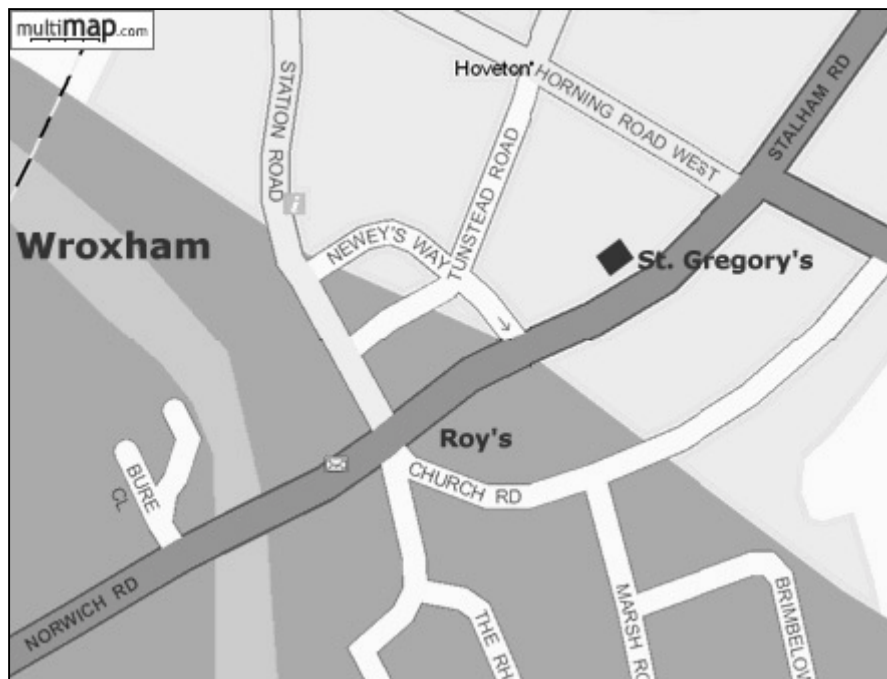 multimap.com
Hoveton
STATION ROAD
HORNING ROAD WEST
STALHAM RD
TUNSTEAD ROAD
NEWEY'S WAY
Wroxham
St. Gregory's
Roy's
CHURCH RD
BURE
CL
NORWICH RD
THE RH
MARSH RO
BRIMBELOW